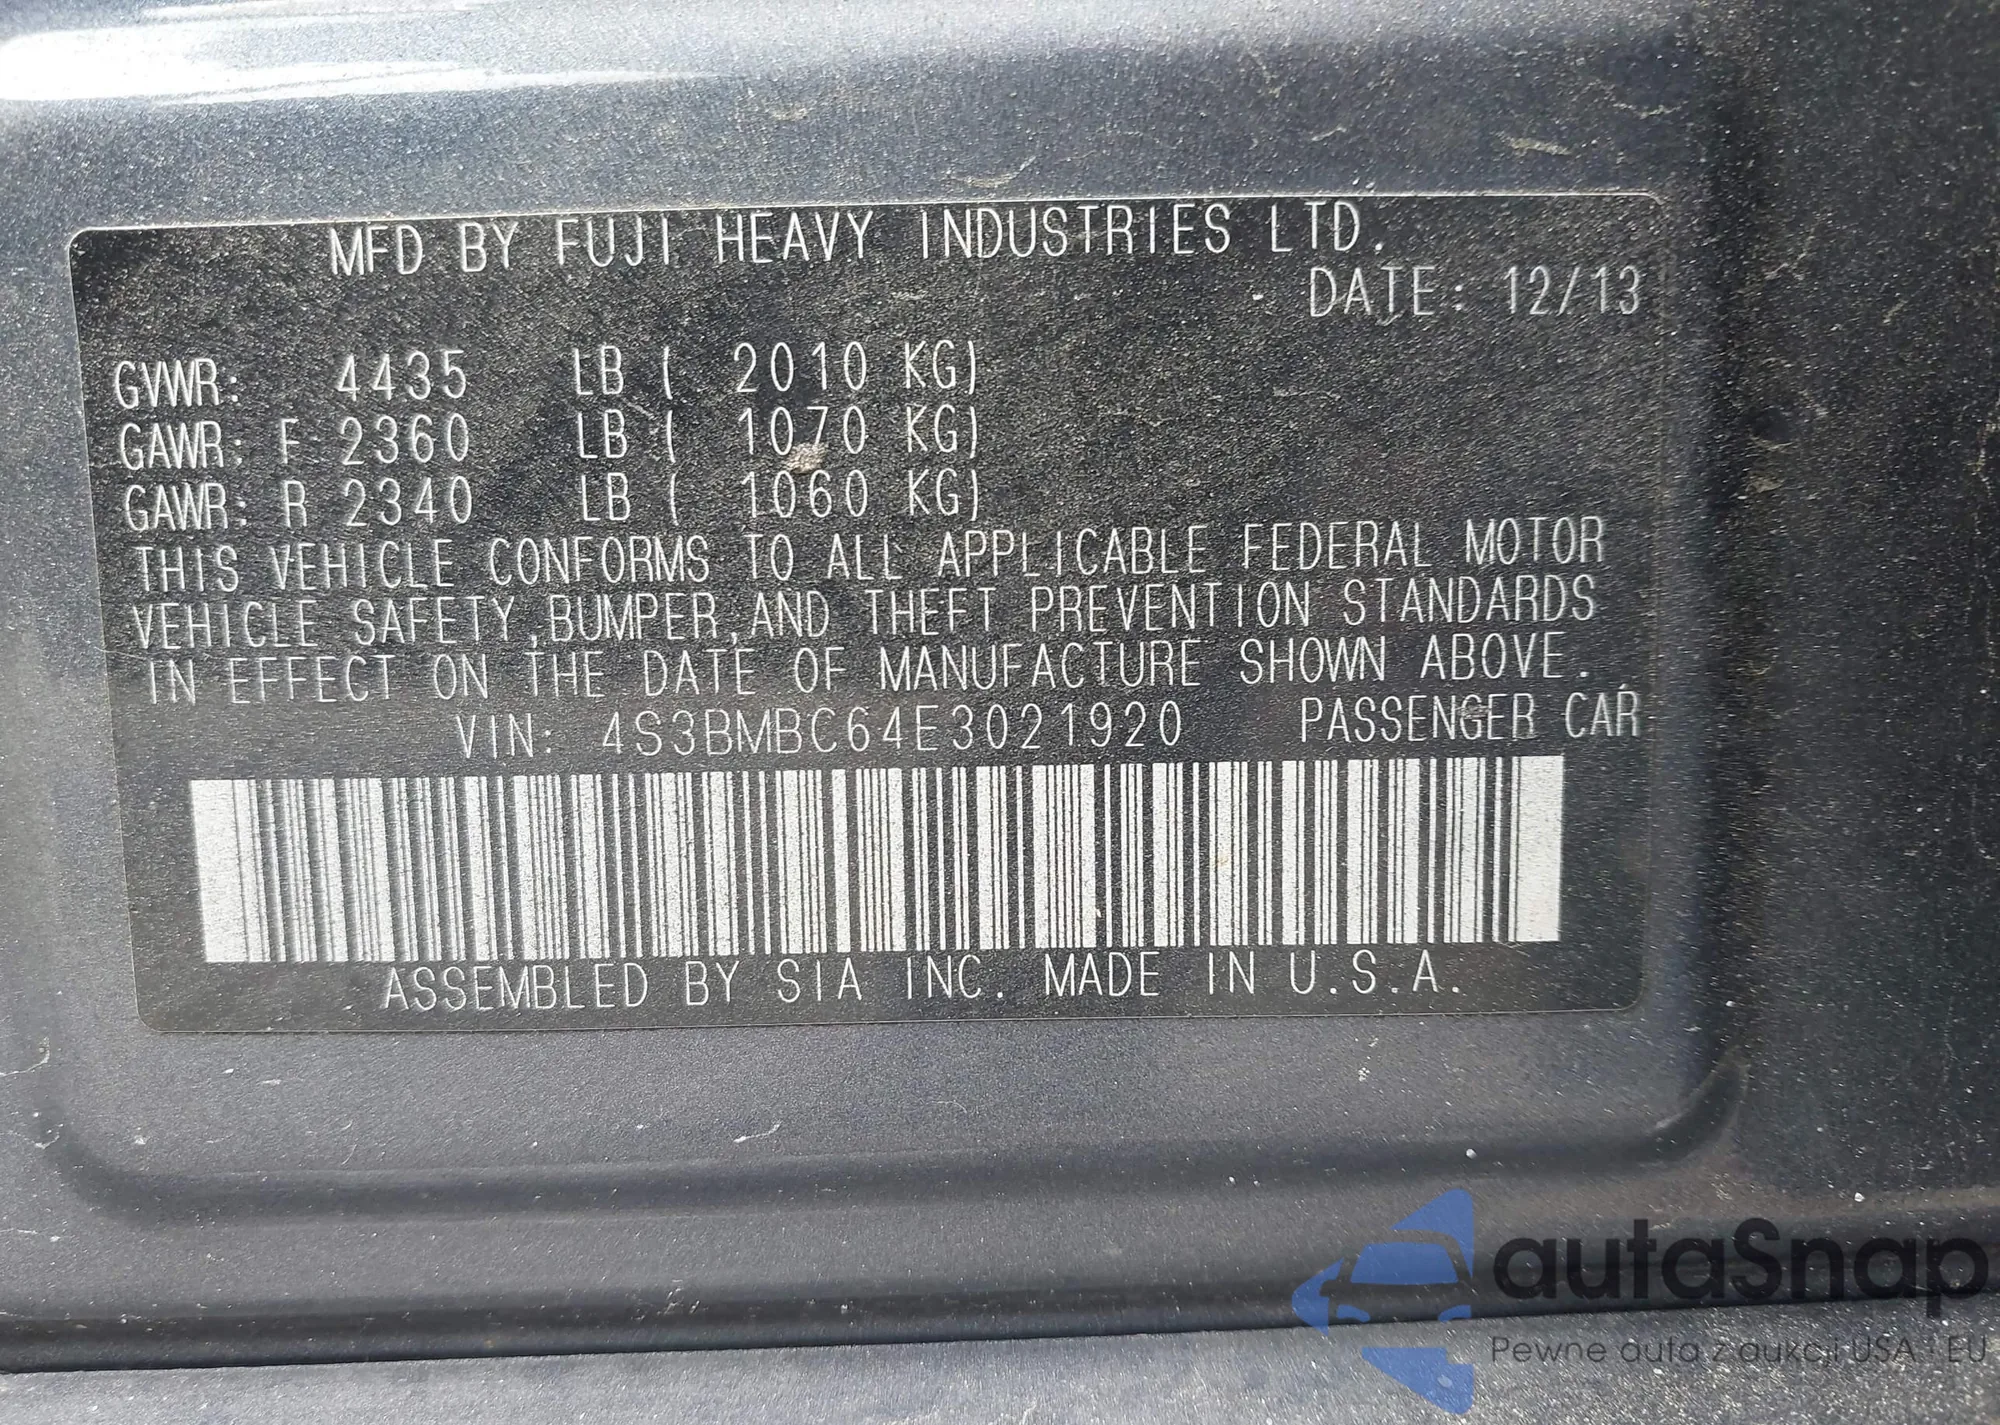 MFD BY FUJI HEAVY INDUSTRIES LTD.
DATE: 12/13
GVWR: 4435 LB ( 2010 KG)
GAWR: F 2360 LB ( 1070 KG)
GAWR: R 2340 LB ( 1060 KG)
THIS VEHICLE CONFORMS TO ALL APPLICABLE FEDERAL MOTOR
VEHICLE SAFETY,BUMPER,AND THEFT PREVENTION STANDARDS
IN EFFECT ON THE DATE OF MANUFACTURE SHOWN ABOVE.
VIN: 4S3BMBC64E3021920 PASSENGER CAR
ASSEMBLED BY SIA INC. MADE IN U.S.A.
autaSnap
Pewne auta z aukcji USA i EU